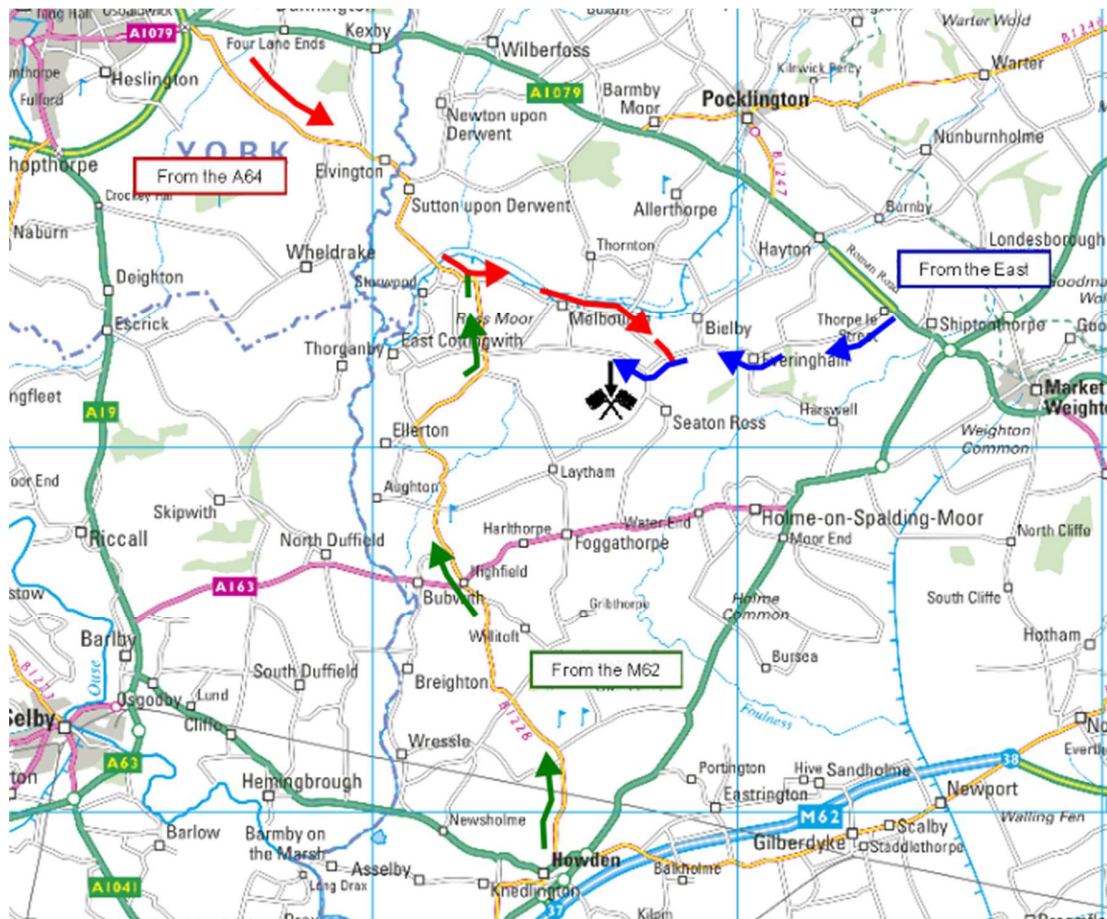 Four Lane Ends
Kexby
Wilberfoss
Warter Wold
A1079
Heslington
Fulford
Newton upon
Derwent
A1079
Barmby
Moor
Pocklington
Kilnwick Percy
Warter
B1246
Nunburnholme
B1247
YORK
From the A64
Elvington
Sutton upon Derwent
Allerthorpe
Burnby
Naburn
Wheldrake
Thornton
Hayton
Roman Road
Londesborough
From the East
Deighton
Storwood
Ross Moor
Melbourne
Bielby
Thorpe le
Street
Shiptonthorpe
Escrick
Thorganby
East Cottingwith
Everingham
Market
Weighton
A19
Ellerton
Seaton Ross
Harswell
Weighton
Common
Laytham
Aughton
Skipwith
Riccall
Harlthorpe
Water End
Holme-on-Spalding-Moor
North Duffield
Foggathorpe
Moor End
North Cliffe
Highfield
A163
Bubwith
Gribthorpe
Holme
Common
South Cliffe
Willitoft
Barlby
Hotham
Bursea
From the M62
South Duffield
Breighton
B1223
Ouse
Osgodby
Lund
Selby
Cliffe
B1228
Foulness
Wressle
A63
Hemingbrough
Portington
Hive
Sandholme
38
Eastrington
Newport
M62
Barlow
Barmby on
the Marsh
Newsholme
Gilberdyke
Scalby
Staddlethorpe
Walling Fen
Asselby
Howden
Long Drax
Knedlington
Balkholme
A1041
37
Kilpin